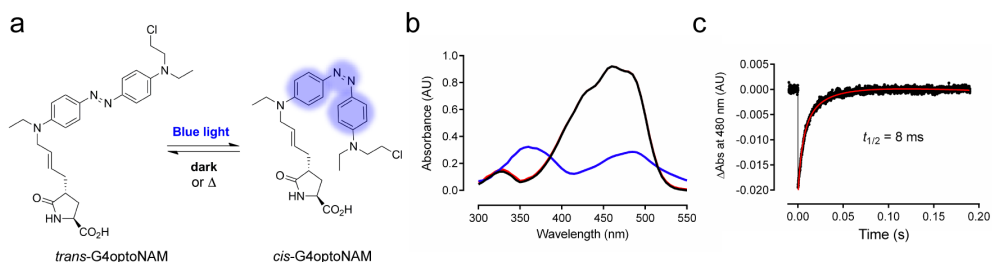 a
Cl
N
N
N
N
Blue light
dark
or Δ
O
HN
CO₂H
trans-G4optoNAM
N
N
N
N
Cl
O
HN
CO₂H
cis-G4optoNAM
b
Absorbance (AU)
1.0
0.8
0.6
0.4
0.2
0.0
300 350 400 450 500 550
Wavelength (nm)
c
ΔAbs at 480 nm (AU)
0.005
0.000
-0.005
-0.010
-0.015
-0.020
t1/2 = 8 ms
0.00 0.05 0.10 0.15 0.20
Time (s)